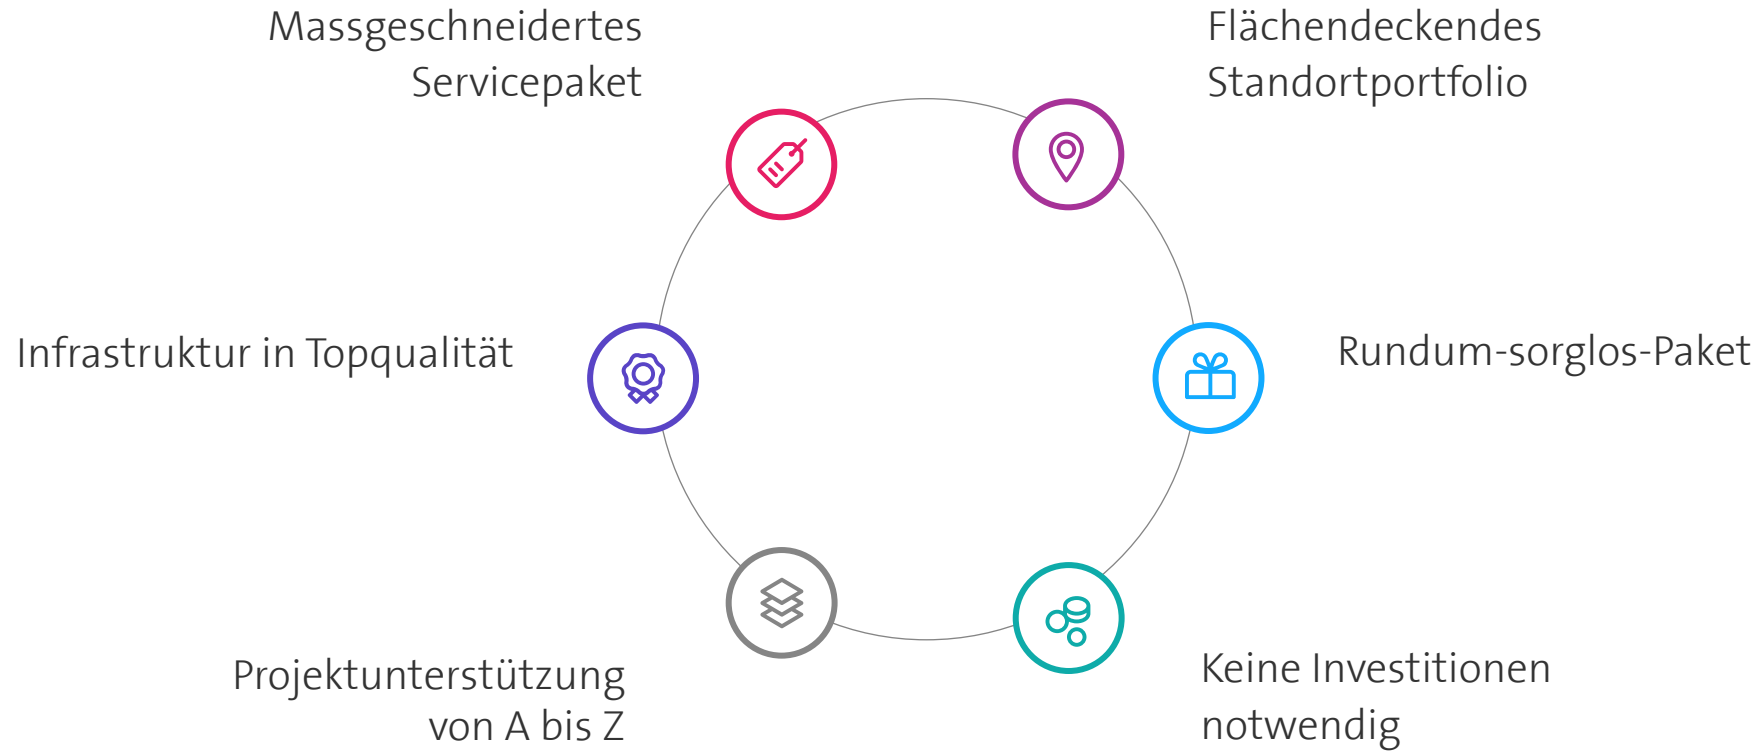 Massgeschneidertes
Servicepaket
Flächendeckendes
Standortportfolio
Infrastruktur in Topqualität
Rundum-sorglos-Paket
Projektunterstützung
von A bis Z
Keine Investitionen
notwendig